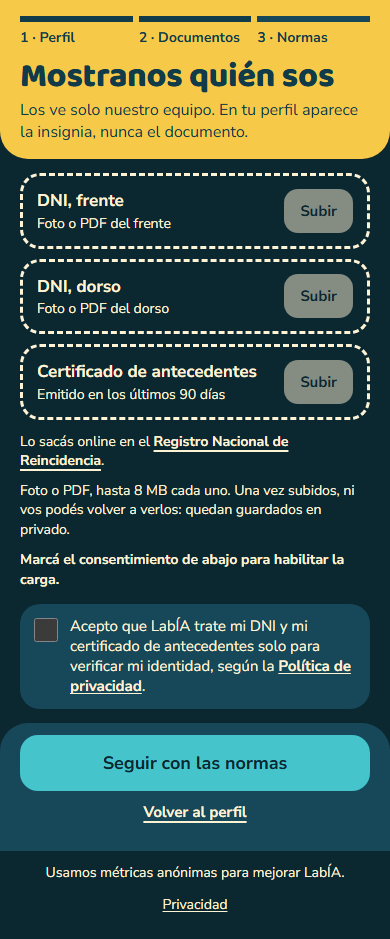 1 · Perfil
2 · Documentos
3 · Normas
Mostranos quién sos
Los ve solo nuestro equipo. En tu perfil aparece
la insignia, nunca el documento.
DNI, frente
Foto o PDF del frente
Subir
DNI, dorso
Foto o PDF del dorso
Subir
Certificado de antecedentes
Emitido en los últimos 90 días
Subir
Lo sacás online en el Registro Nacional de
Reincidencia.
Foto o PDF, hasta 8 MB cada uno. Una vez subidos, ni
vos podés volver a verlos: quedan guardados en
privado.
Marcá el consentimiento de abajo para habilitar la
carga.
Acepto que LabÍA trate mi DNI y mi
certificado de antecedentes solo para
verificar mi identidad, según la Política de
privacidad.
Seguir con las normas
Volver al perfil
Usamos métricas anónimas para mejorar LabÍA.
Privacidad